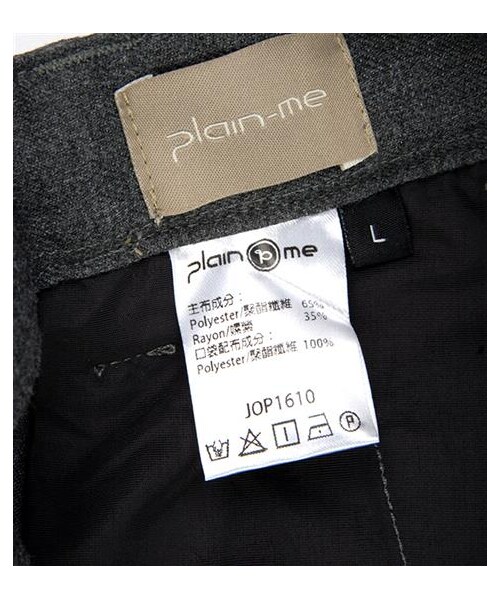 plain-me
L
plain p me
主布成分：
Polyester/聚酯纖維 65%
Rayon/嫘縈 35%
口袋配布成分：
Polyester/聚酯纖維 100%
JOP1610
P